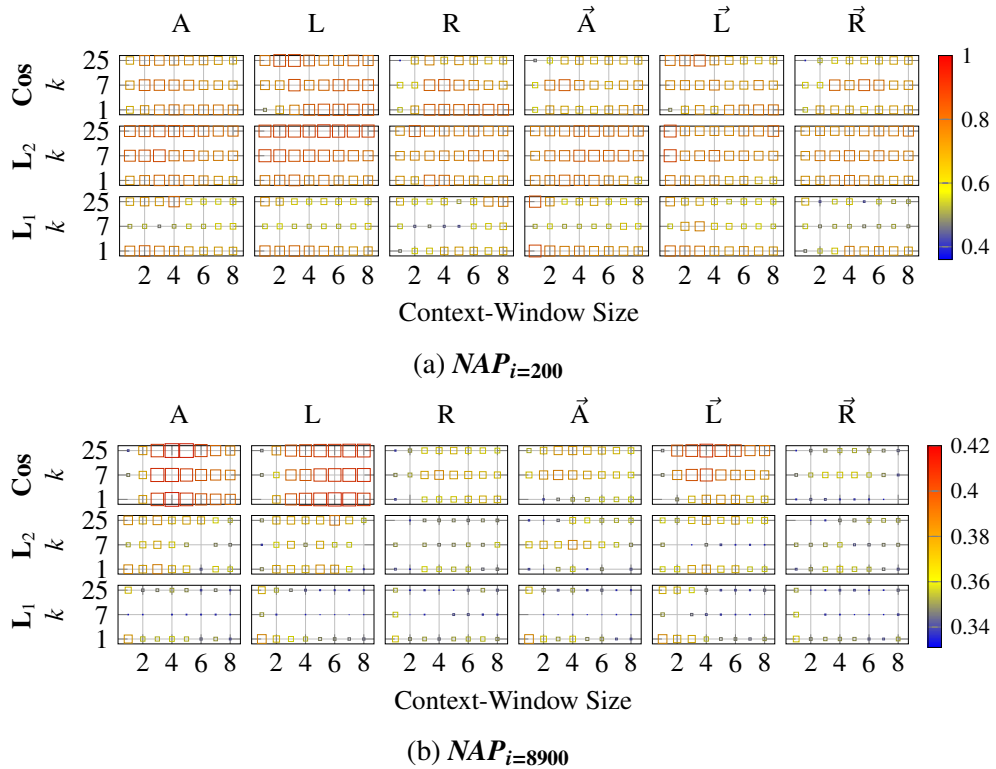 A L R A⃗ L⃗ R⃗
Cos k 25 7 1
L₂ k 25 7 1
L₁ k 25 7 1
1 0.8 0.6 0.4
2 4 6 8 2 4 6 8 2 4 6 8 2 4 6 8 2 4 6 8 2 4 6 8
Context-Window Size
(a) NAPᵢ₌₂₀₀
A L R A⃗ L⃗ R⃗
Cos k 25 7 1
L₂ k 25 7 1
L₁ k 25 7 1
0.42 0.4 0.38 0.36 0.34
2 4 6 8 2 4 6 8 2 4 6 8 2 4 6 8 2 4 6 8 2 4 6 8
Context-Window Size
(b) NAPᵢ₌₈₉₀₀